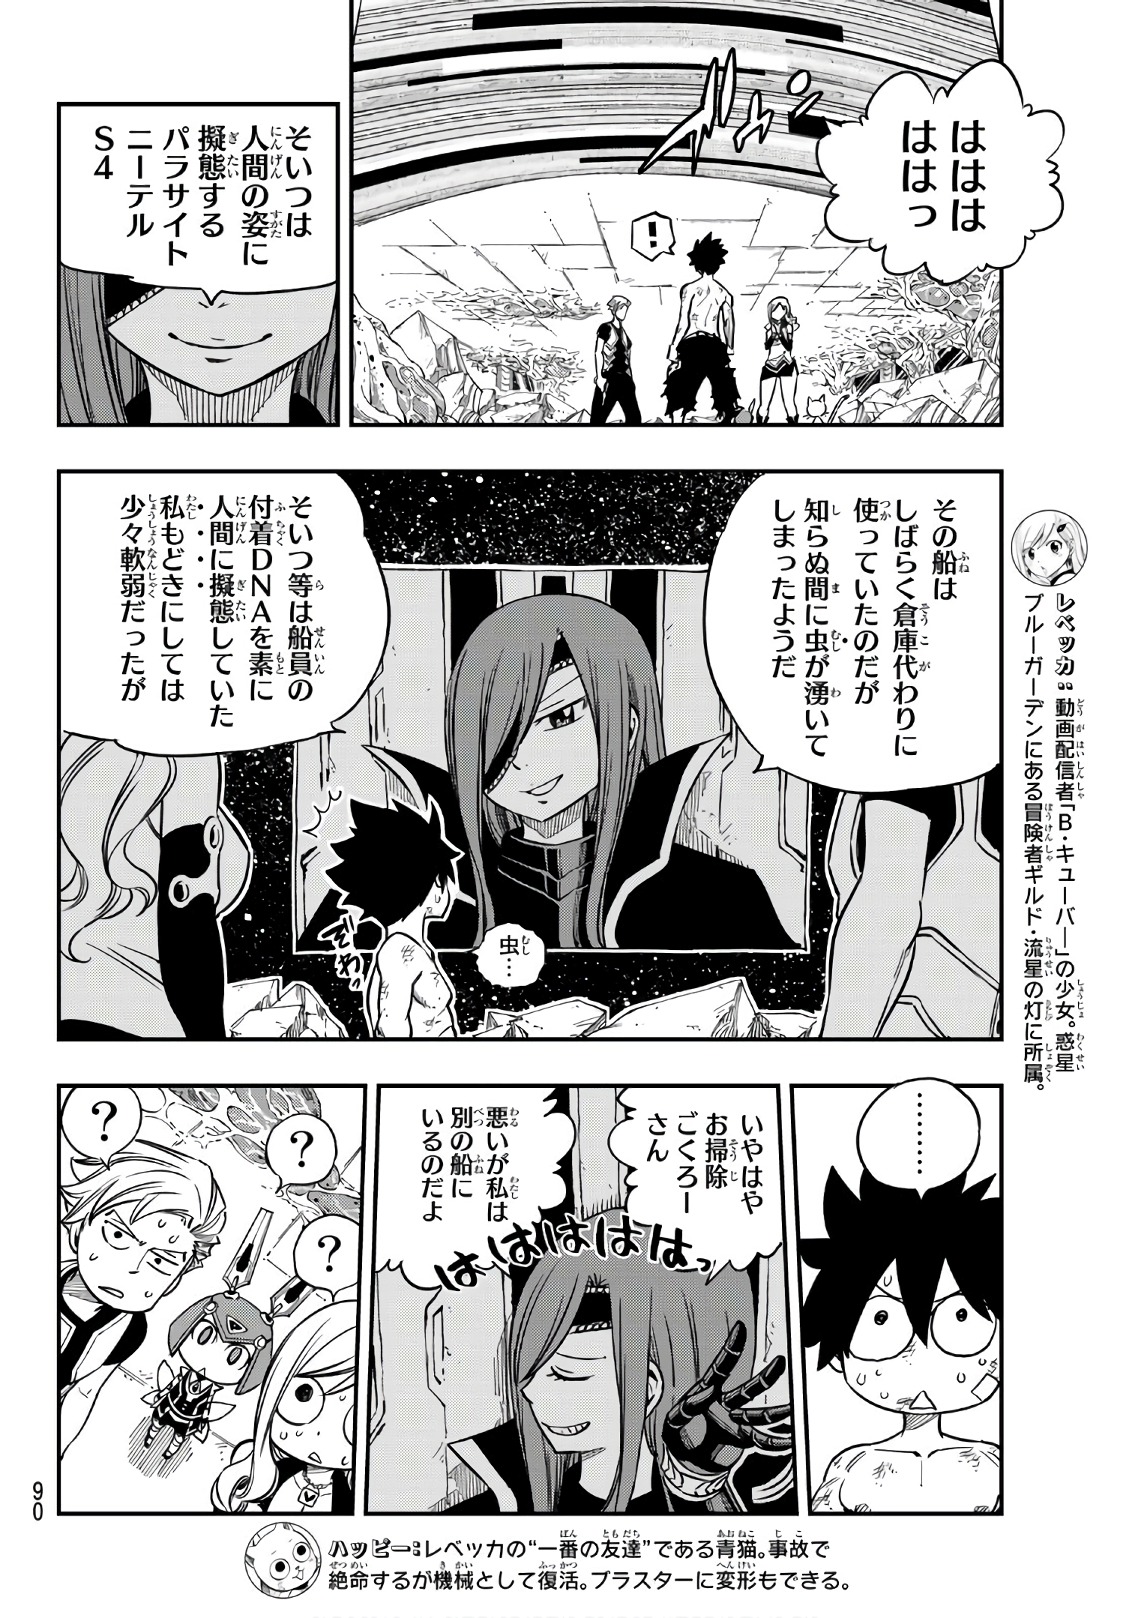 ははは
ははっ
ヴン
！
そいつは
人間の姿に
擬態する
パラサイト
ニーテル
S4
その船は
しばらく倉庫代わりに
使っていたのだが
知らぬ間に虫が湧いて
しまったようだ
そいつ等は船員の
付着DNAを素に
人間に擬態していた
私もどきにしては
少々軟弱だったが
虫…
ぞわっ
………
いやはや
お掃除
ごくろー
さん
はははははっ
悪いが私は
別の船に
いるのだよ
？
？
？
レベッカ：動画配信者「B・キューバー」の少女。惑星
ブルーガーデンにある冒険者ギルド・流星の灯に所属。
ハッピー：レベッカの“一番の友達”である青猫。事故で
絶命するが機械として復活。ブラスターに変形もできる。
90